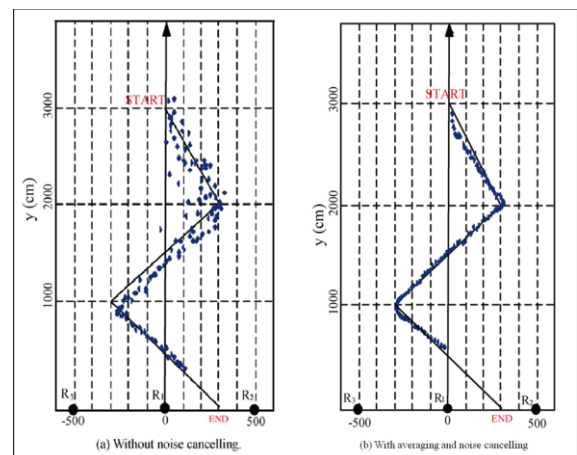 START
3000
2000
1000
y (cm)
R3
R1
R2
-500
0
500
END
(a) Without noise cancelling.
START
3000
2000
1000
y (cm)
R3
R1
R2
-500
0
500
END
(b) With averaging and noise cancelling